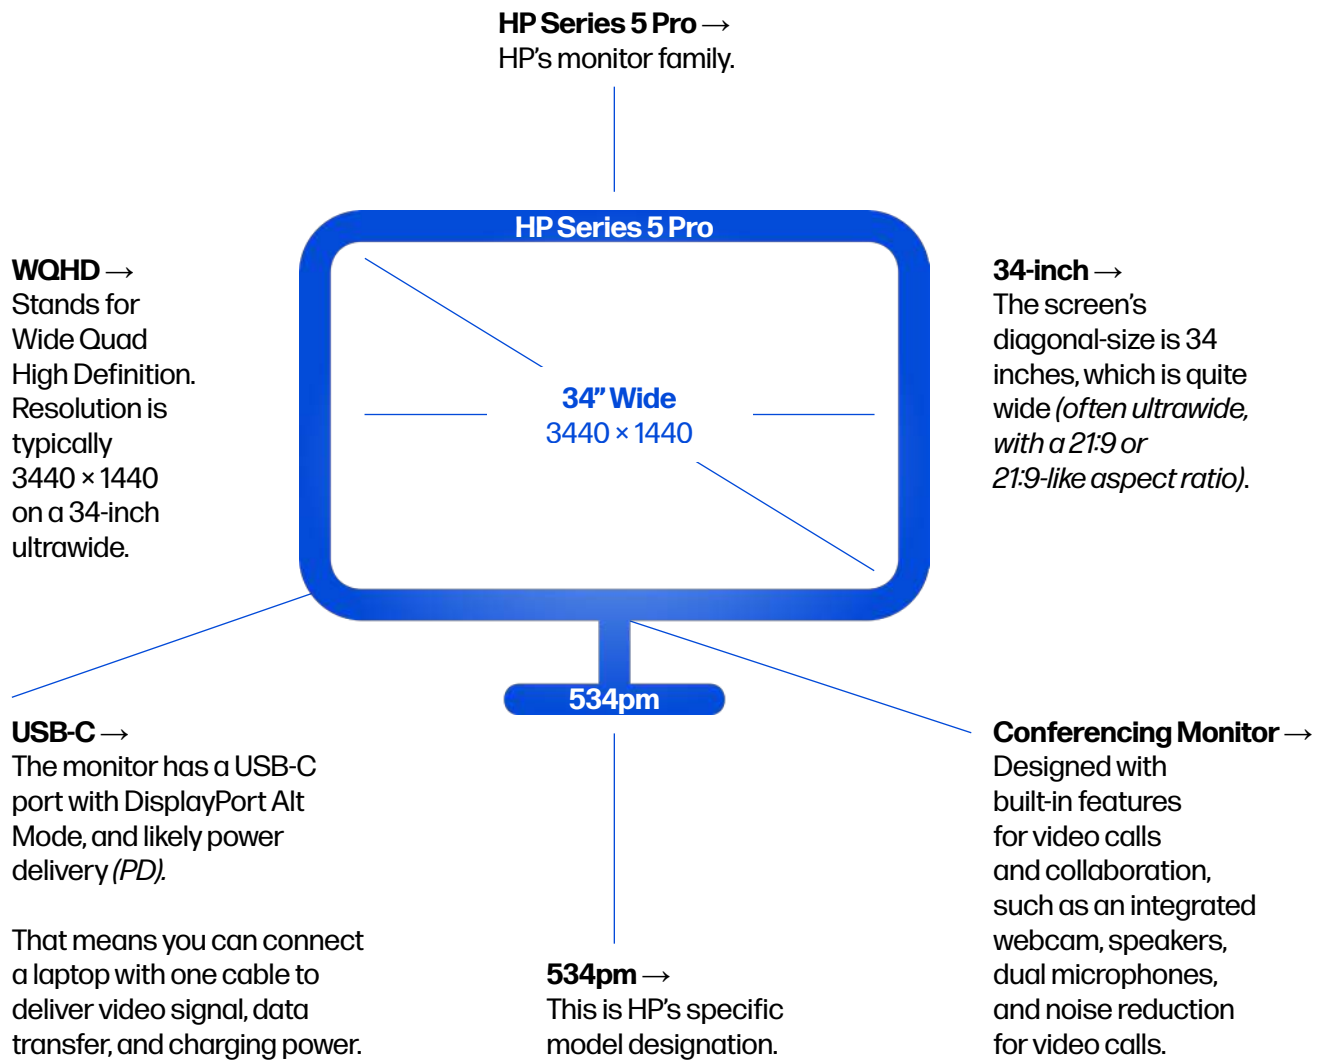 HP Series 5 Pro →
HP's monitor family.
HP Series 5 Pro
WQHD →
Stands for
Wide Quad
High Definition.
Resolution is
typically
3440 × 1440
on a 34-inch
ultrawide.
34” Wide
3440 × 1440
34-inch →
The screen's
diagonal-size is 34
inches, which is quite
wide (often ultrawide,
with a 21:9 or
21:9-like aspect ratio).
534pm
USB-C →
The monitor has a USB-C
port with DisplayPort Alt
Mode, and likely power
delivery (PD).
That means you can connect
a laptop with one cable to
deliver video signal, data
transfer, and charging power.
534pm →
This is HP's specific
model designation.
Conferencing Monitor →
Designed with
built-in features
for video calls
and collaboration,
such as an integrated
webcam, speakers,
dual microphones,
and noise reduction
for video calls.